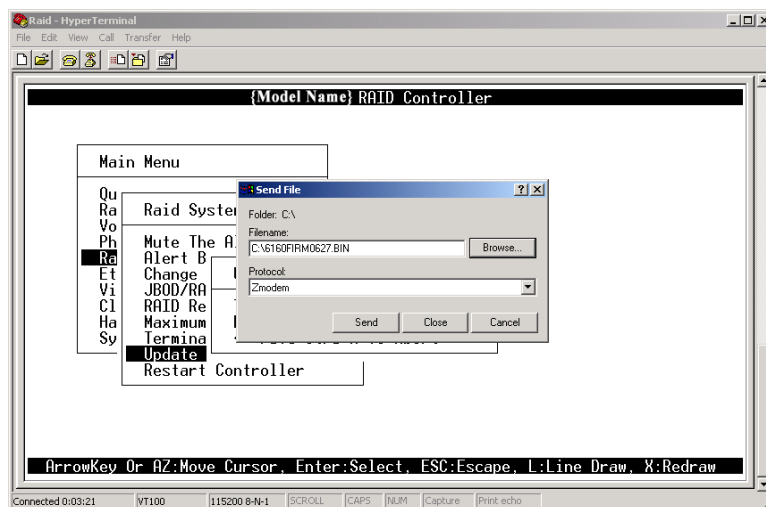 Raid - HyperTerminal
File Edit View Call Transfer Help
{Model Name} RAID Controller
Main Menu
Qu
Ra
Vo
Ph
Ra
Et
Vi
Cl
Ha
Sy
Raid System
Mute The Al
Alert B
Change
JBOD/RA
RAID Re
Maximum
Termina
Update
Restart Controller
Send File
Folder: C:\
Filename:
C:\6160FIRM0627.BIN
Browse...
Protocol:
Zmodem
Send Close Cancel
ArrowKey Or AZ:Move Cursor, Enter:Select, ESC:Escape, L:Line Draw, X:Redraw
Connected 0:03:21 VT100 115200 8-N-1 SCROLL CAPS NUM Capture Print echo